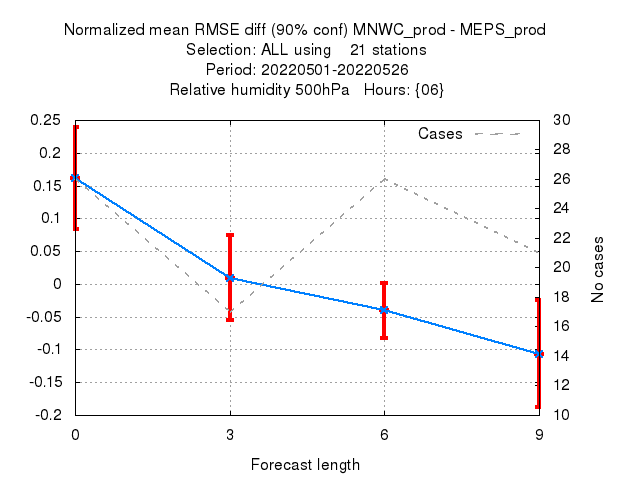 Normalized mean RMSE diff (90% conf) MNWC_prod - MEPS_prod
Selection: ALL using 21 stations
Period: 20220501-20220526
Relative humidity 500hPa Hours: {06}
Cases
0.25
0.2
0.15
0.1
0.05
0
-0.05
-0.1
-0.15
-0.2
30
28
26
24
22
20
18
16
14
12
10
No cases
0 3 6 9
Forecast length